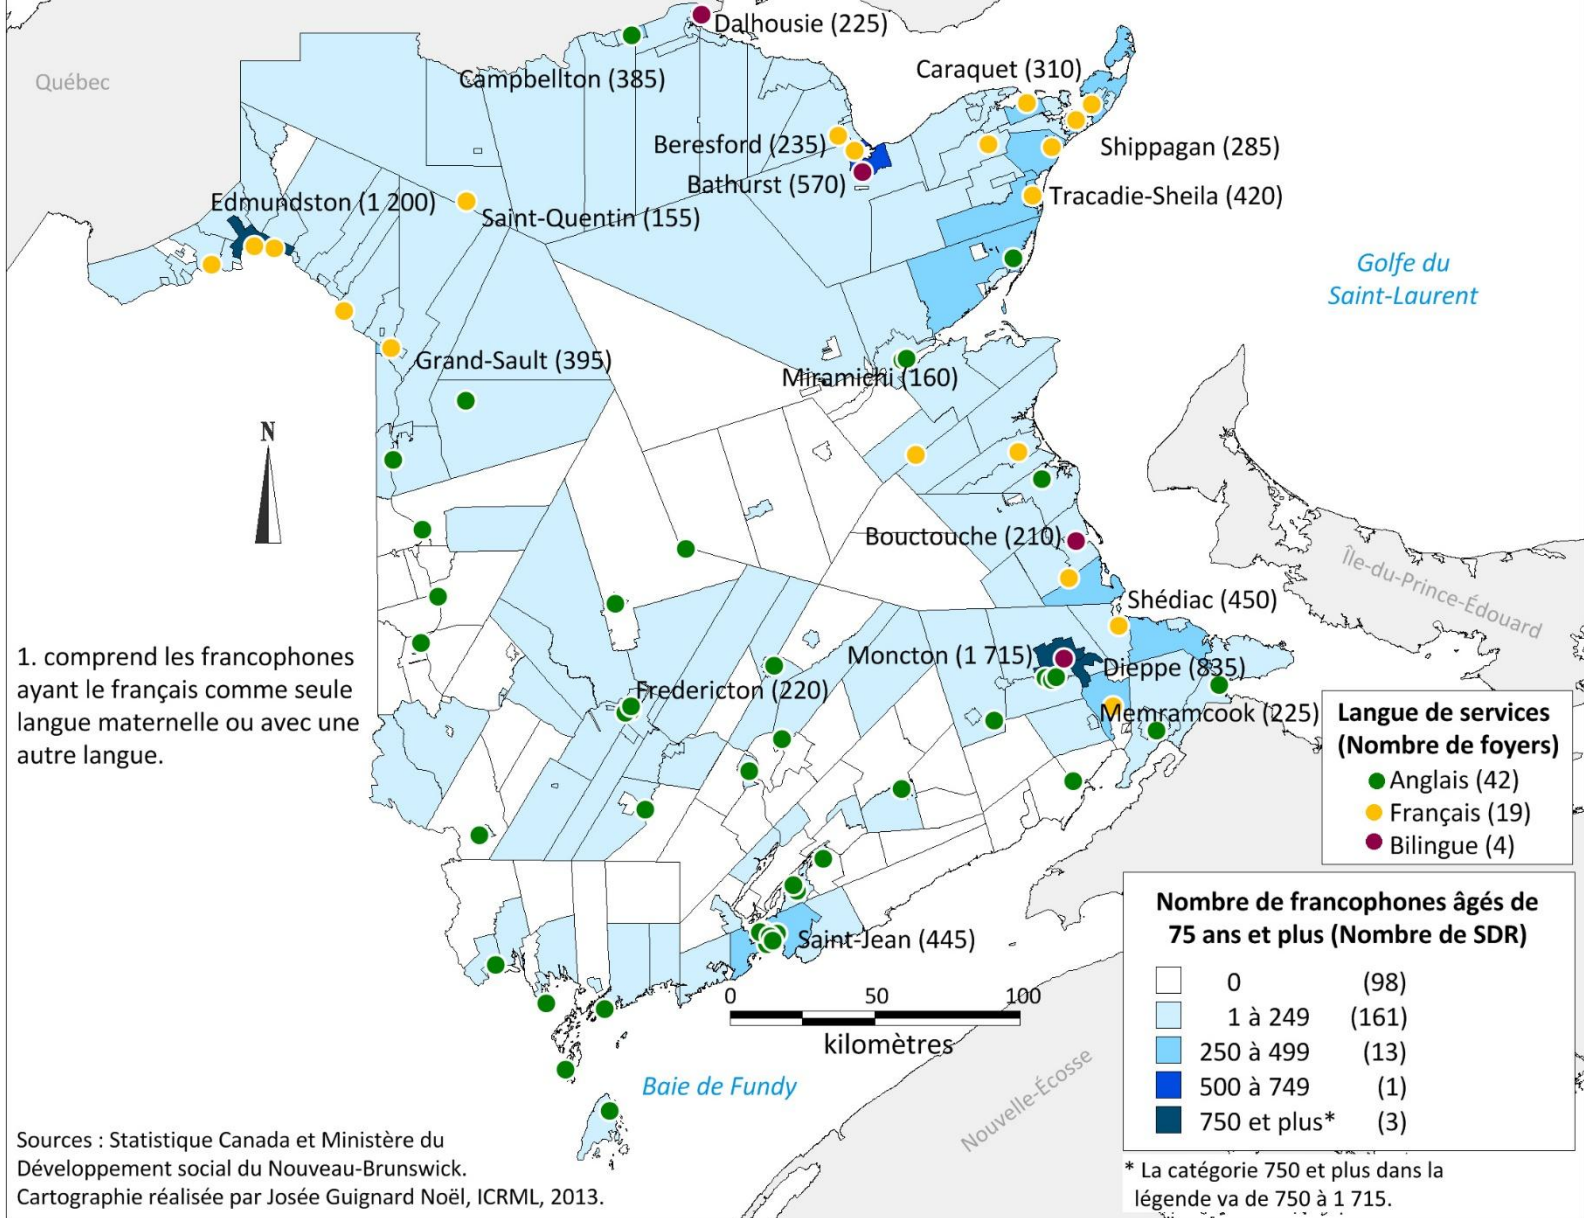 Dalhousie (225)
Québec
Campbellton (385)
Caraquet (310)
Beresford (235)
Shippagan (285)
Bathurst (570)
Edmundston (1 200)
Saint-Quentin (155)
Tracadie-Sheila (420)
Golfe du
Saint-Laurent
Grand-Sault (395)
Miramichi (160)
N
Bouctouche (210)
Île-du-Prince-Édouard
Shédiac (450)
1. comprend les francophones
ayant le français comme seule
langue maternelle ou avec une
autre langue.
Moncton (1 715)
Dieppe (835)
Fredericton (220)
Memramcook (225)
Langue de services
(Nombre de foyers)
Anglais (42)
Français (19)
Bilingue (4)
Nombre de francophones âgés de
75 ans et plus (Nombre de SDR)
0 (98)
1 à 249 (161)
250 à 499 (13)
500 à 749 (1)
750 et plus* (3)
Saint-Jean (445)
0 50 100
kilomètres
Baie de Fundy
Nouvelle-Écosse
Sources : Statistique Canada et Ministère du
Développement social du Nouveau-Brunswick.
Cartographie réalisée par Josée Guignard Noël, ICRML, 2013.
* La catégorie 750 et plus dans la
légende va de 750 à 1 715.